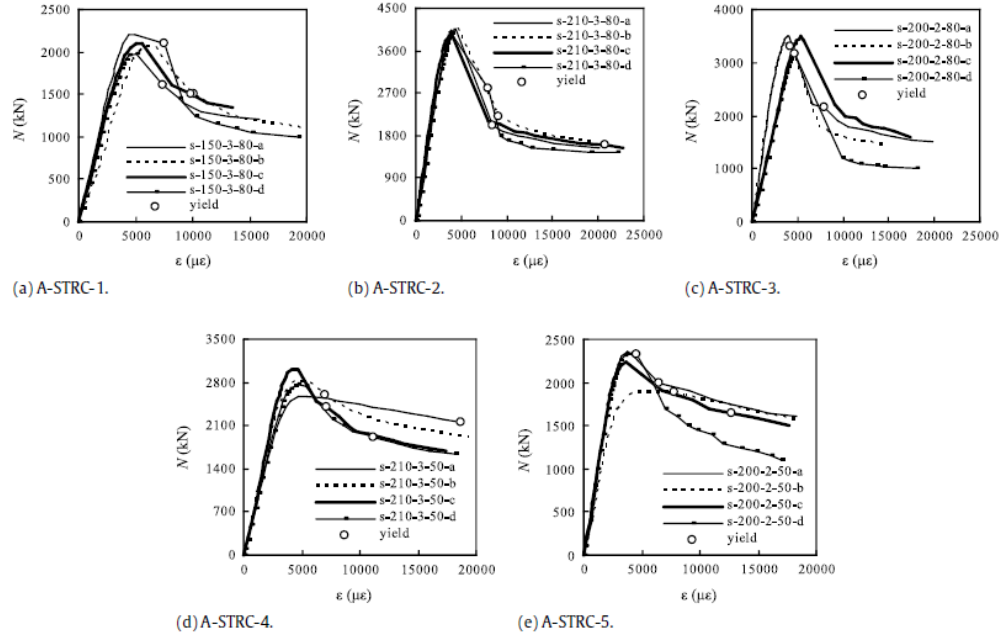 2500
2000
1500
1000
500
0
N (kN)
s-150-3-80-a
s-150-3-80-b
s-150-3-80-c
s-150-3-80-d
yield
0 5000 10000 15000 20000
ε (με)
(a) A-STRC-1.
4500
3600
2700
1800
900
0
N (kN)
s-210-3-80-a
s-210-3-80-b
s-210-3-80-c
s-210-3-80-d
yield
0 5000 10000 15000 20000 25000
ε (με)
(b) A-STRC-2.
4000
3000
2000
1000
0
N (kN)
s-200-2-80-a
s-200-2-80-b
s-200-2-80-c
s-200-2-80-d
yield
0 5000 10000 15000 20000 25000
ε (με)
(c) A-STRC-3.
3500
2800
2100
1400
700
0
N (kN)
s-210-3-50-a
s-210-3-50-b
s-210-3-50-c
s-210-3-50-d
yield
0 5000 10000 15000 20000
ε (με)
(d) A-STRC-4.
2500
2000
1500
1000
500
0
N (kN)
s-200-2-50-a
s-200-2-50-b
s-200-2-50-c
s-200-2-50-d
yield
0 5000 10000 15000 20000
ε (με)
(e) A-STRC-5.